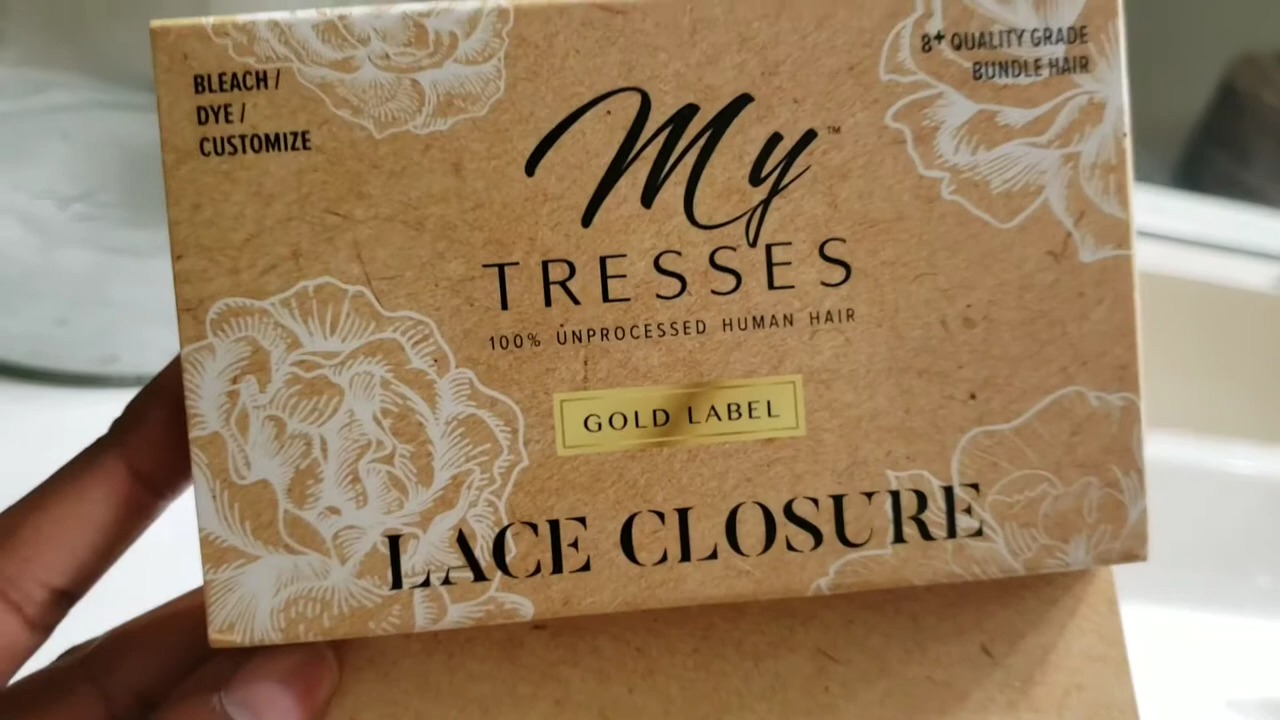 BLEACH /
DYE /
CUSTOMIZE
8+ QUALITY GRADE
BUNDLE HAIR
My™
TRESSES
100% UNPROCESSED HUMAN HAIR
GOLD LABEL
LACE CLOSURE